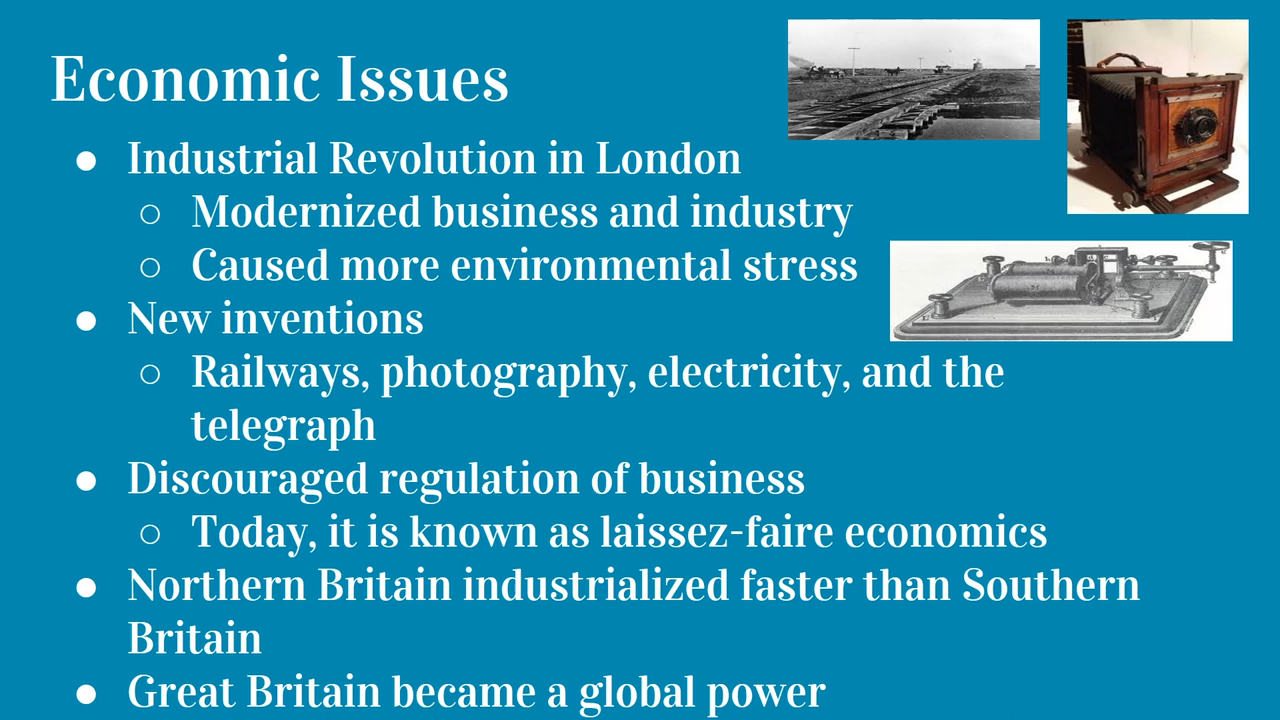 Economic Issues
● Industrial Revolution in London
○ Modernized business and industry
○ Caused more environmental stress
● New inventions
○ Railways, photography, electricity, and the
telegraph
● Discouraged regulation of business
○ Today, it is known as laissez-faire economics
● Northern Britain industrialized faster than Southern
Britain
● Great Britain became a global power